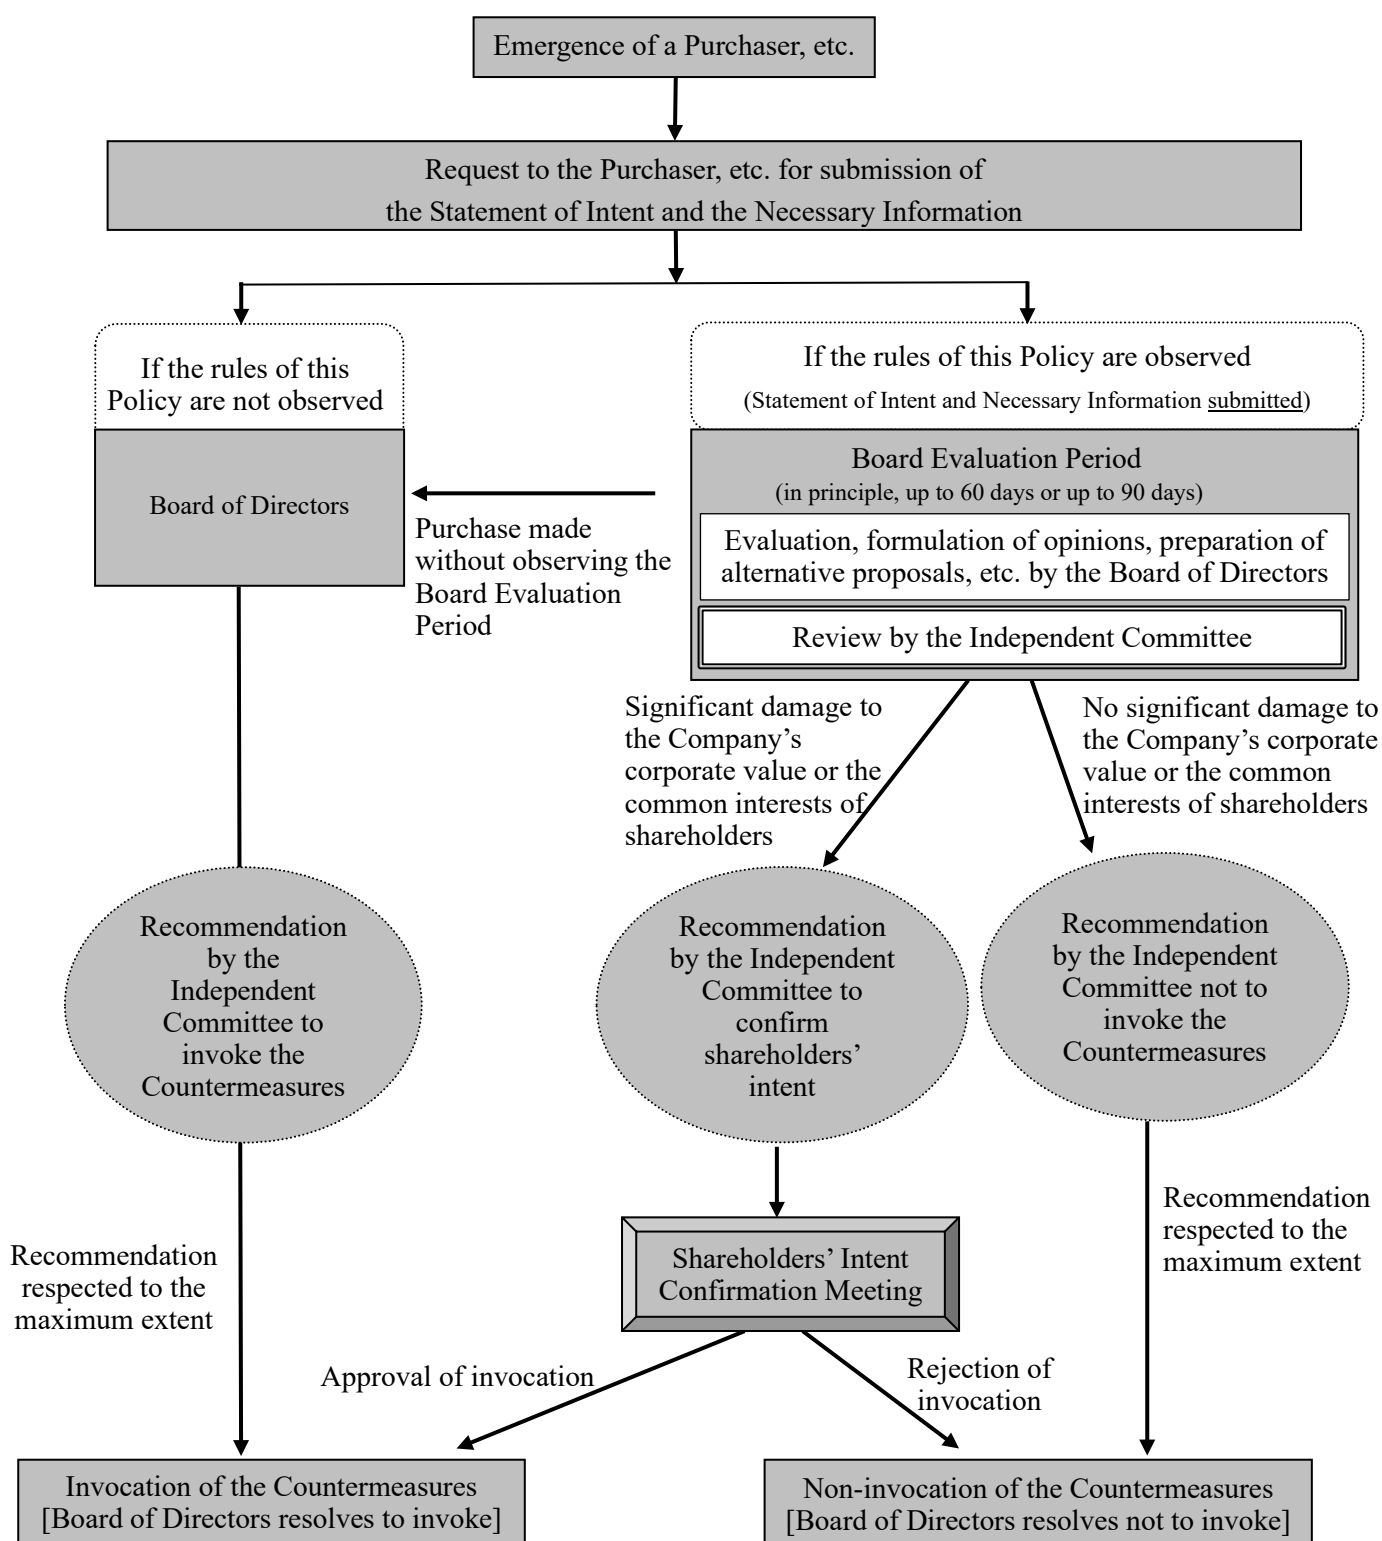 Emergence of a Purchaser, etc.
Request to the Purchaser, etc. for submission of
the Statement of Intent and the Necessary Information
If the rules of this
Policy are not observed
If the rules of this Policy are observed
(Statement of Intent and Necessary Information submitted)
Board of Directors
Board Evaluation Period
(in principle, up to 60 days or up to 90 days)
Evaluation, formulation of opinions, preparation of
alternative proposals, etc. by the Board of Directors
Review by the Independent Committee
Purchase made
without observing the
Board Evaluation
Period
Significant damage to
the Company’s
corporate value or the
common interests of
shareholders
No significant damage to
the Company’s corporate
value or the common
interests of shareholders
Recommendation
by the
Independent
Committee to
invoke the
Countermeasures
Recommendation
by the Independent
Committee to
confirm
shareholders’
intent
Recommendation
by the Independent
Committee not to
invoke the
Countermeasures
Recommendation
respected to the
maximum extent
Shareholders’ Intent
Confirmation Meeting
Recommendation
respected to the
maximum extent
Approval of invocation
Rejection of
invocation
Invocation of the Countermeasures
[Board of Directors resolves to invoke]
Non-invocation of the Countermeasures
[Board of Directors resolves not to invoke]